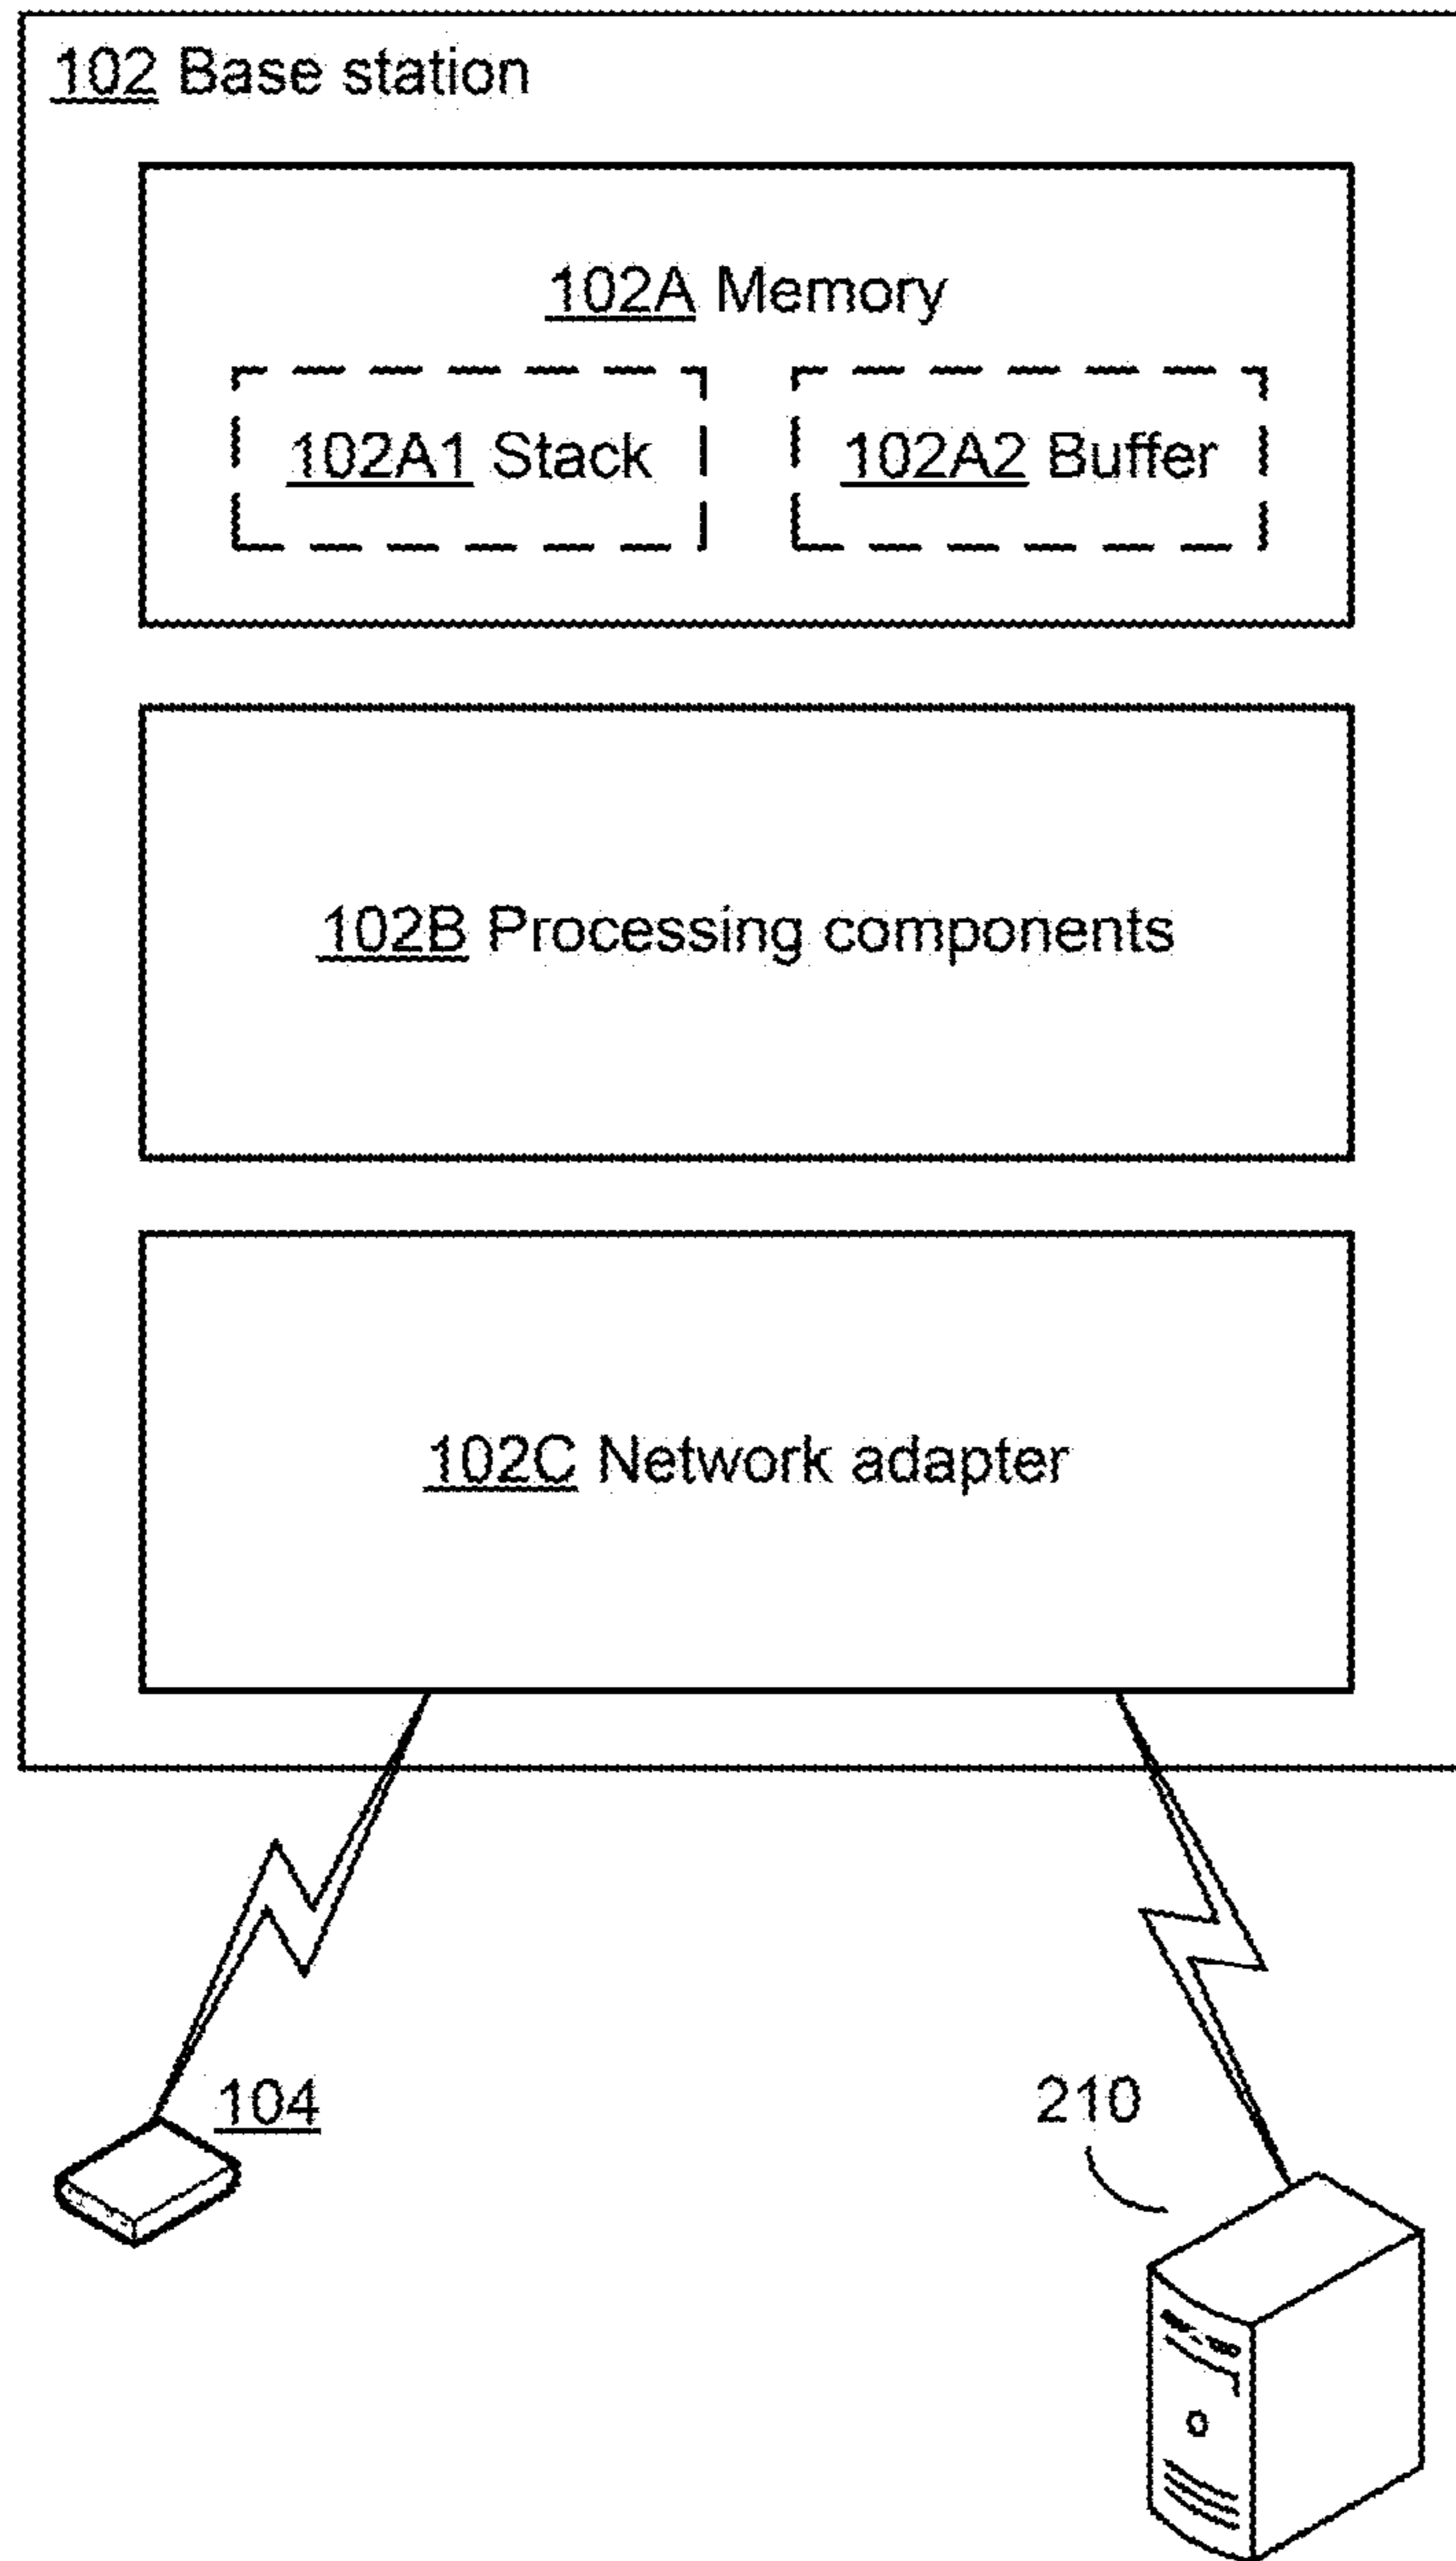 102 Base station
102A Memory
102A1 Stack
102A2 Buffer
102B Processing components
102C Network adapter
104
210